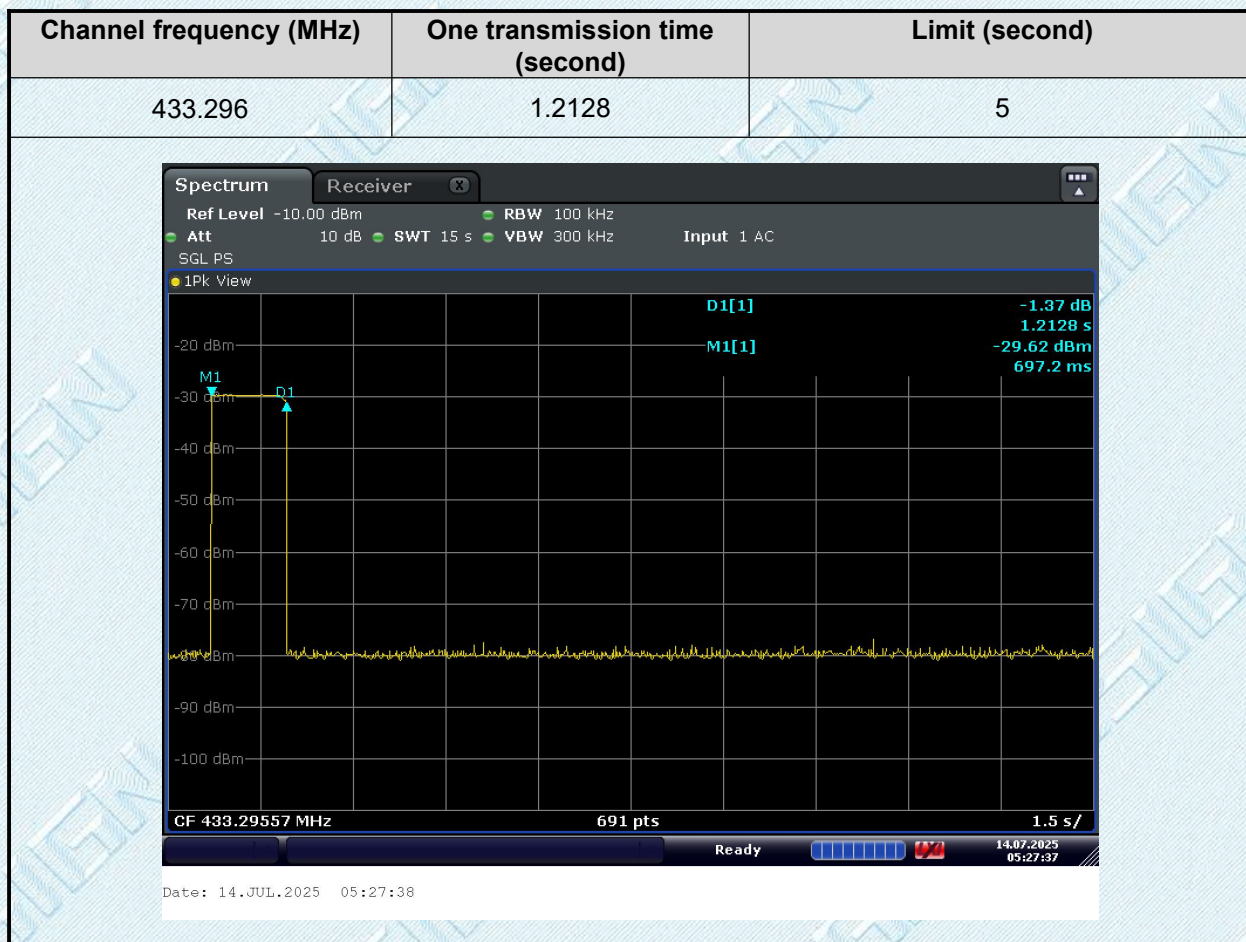 Channel frequency (MHz) One transmission time (second) Limit (second)
433.296 1.2128 5
Spectrum Receiver X
Ref Level -10.00 dBm RBW 100 kHz
Att 10 dB SWT 15 s VBW 300 kHz Input 1 AC
SGL PS
1Pk View
D1[1] -1.37 dB
1.2128 s
-20 dBm M1[1] -29.62 dBm
697.2 ms
M1
D1
-30 dBm
-40 dBm
-50 dBm
-60 dBm
-70 dBm
-80 dBm
-90 dBm
-100 dBm
CF 433.29557 MHz 691 pts 1.5 s/
Ready 14.07.2025
05:27:37
Date: 14.JUL.2025 05:27:38